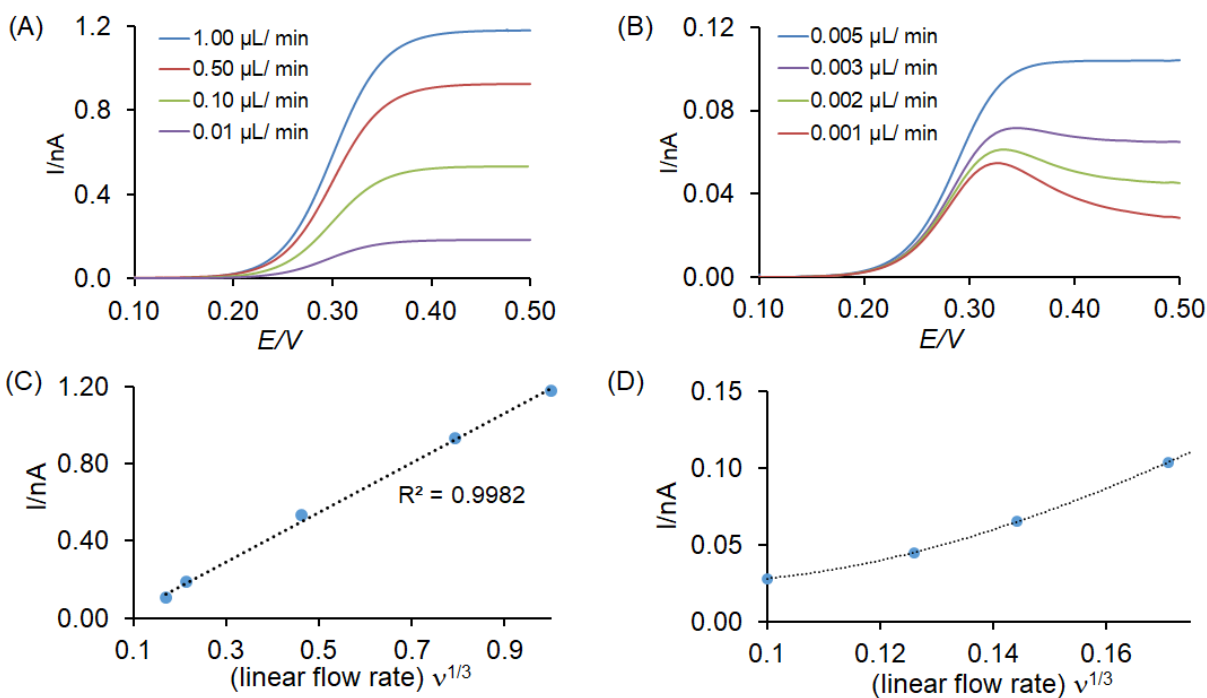 (A)
1.2
0.8
0.4
0.0
I/nA
1.00 µL/ min
0.50 µL/ min
0.10 µL/ min
0.01 µL/ min
0.10 0.20 0.30 0.40 0.50
E/V
(B)
0.12
0.08
0.04
0.00
I/nA
0.005 µL/ min
0.003 µL/ min
0.002 µL/ min
0.001 µL/ min
0.10 0.20 0.30 0.40 0.50
E/V
(C)
1.20
0.80
0.40
0.00
I/nA
R² = 0.9982
0.1 0.3 0.5 0.7 0.9
(linear flow rate) ν^1/3
(D)
0.15
0.10
0.05
0.00
I/nA
0.1 0.12 0.14 0.16
(linear flow rate) ν^1/3